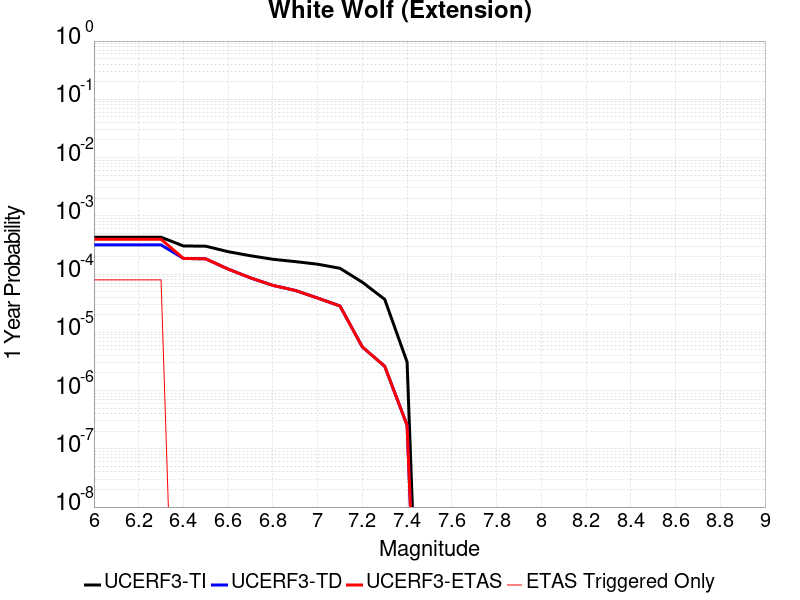 White Wolf (Extension)
10^0
10^-1
10^-2
10^-3
10^-4
10^-5
10^-6
10^-7
10^-8
1 Year Probability
6 6.2 6.4 6.6 6.8 7 7.2 7.4 7.6 7.8 8 8.2 8.4 8.6 8.8 9
Magnitude
UCERF3-TI UCERF3-TD UCERF3-ETAS ETAS Triggered Only